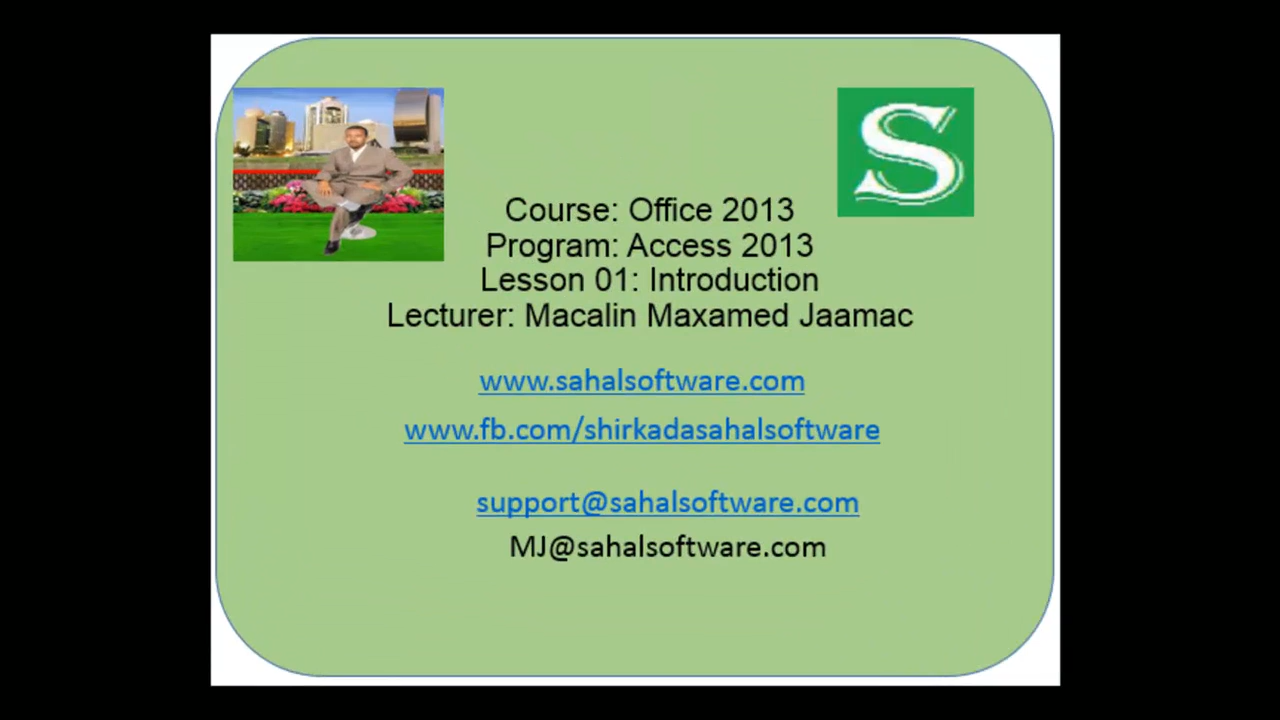 S
Course: Office 2013
Program: Access 2013
Lesson 01: Introduction
Lecturer: Macalin Maxamed Jaamac
www.sahalsoftware.com
www.fb.com/shirkadasahalsoftware
support@sahalsoftware.com
MJ@sahalsoftware.com